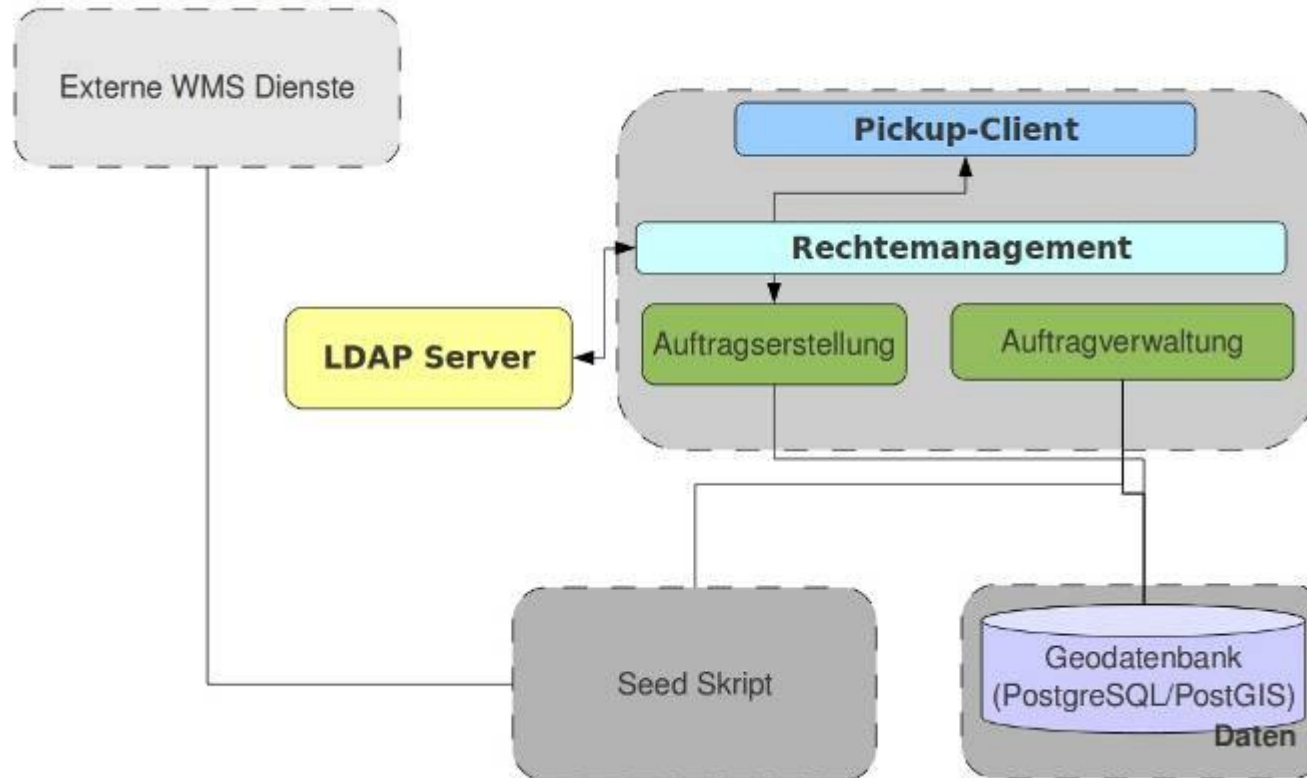 Externe WMS Dienste
Pickup-Client
Rechtemanagement
LDAP Server
Auftragserstellung
Auftragverwaltung
Seed Skript
Geodatenbank
(PostgreSQL/PostGIS)
Daten